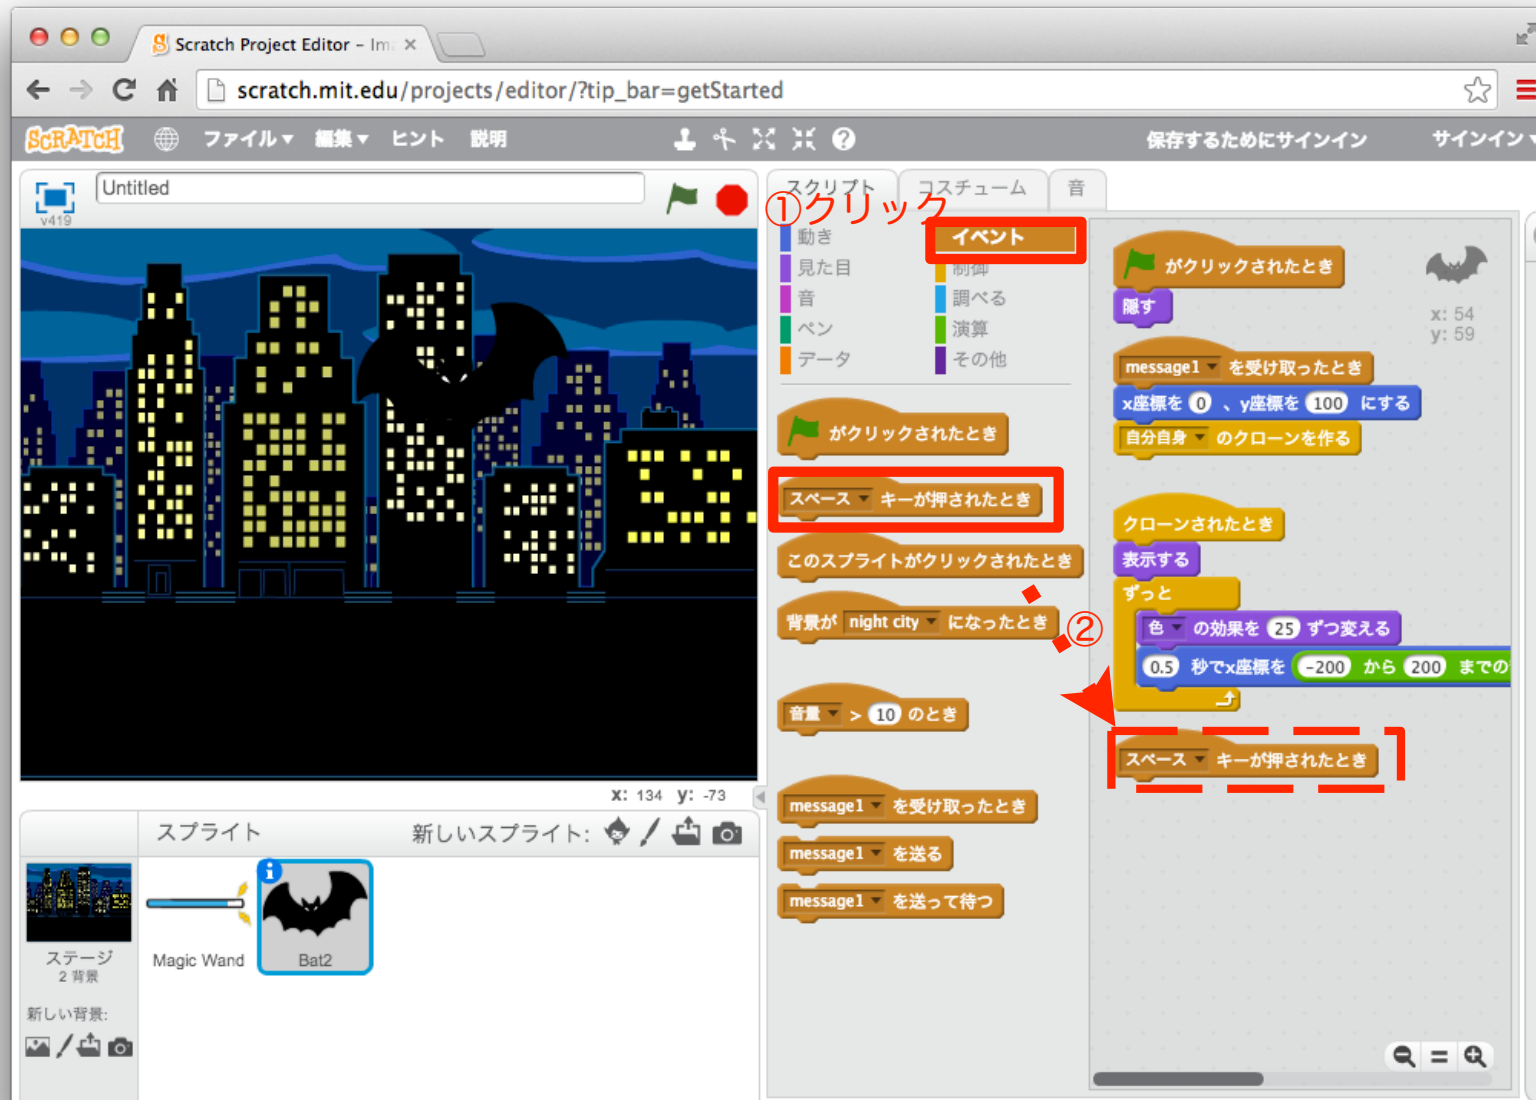 Scratch Project Editor – Im
scratch.mit.edu/projects/editor/?tip_bar=getStarted
SCRATCH ファイル 編集 ヒント 説明 保存するためにサインイン サインイン
v419
Untitled
スクリプト コスチューム 音
①クリック
動き イベント
見た目 制御
音 調べる
ペン 演算
データ その他
がクリックされたとき
スペース キーが押されたとき
このスプライトがクリックされたとき
背景が night city になったとき
②
音量 > 10 のとき
message1 を受け取ったとき
message1 を送る
message1 を送って待つ
がクリックされたとき
隠す
x: 54
y: 59
message1 を受け取ったとき
x座標を 0 、y座標を 100 にする
自分自身 のクローンを作る
クローンされたとき
表示する
ずっと
色 の効果を 25 ずつ変える
0.5 秒でx座標を -200 から 200 までの
スペース キーが押されたとき
x: 134 y: -73
スプライト 新しいスプライト:
Magic Wand
Bat2
ステージ
2 背景
新しい背景: